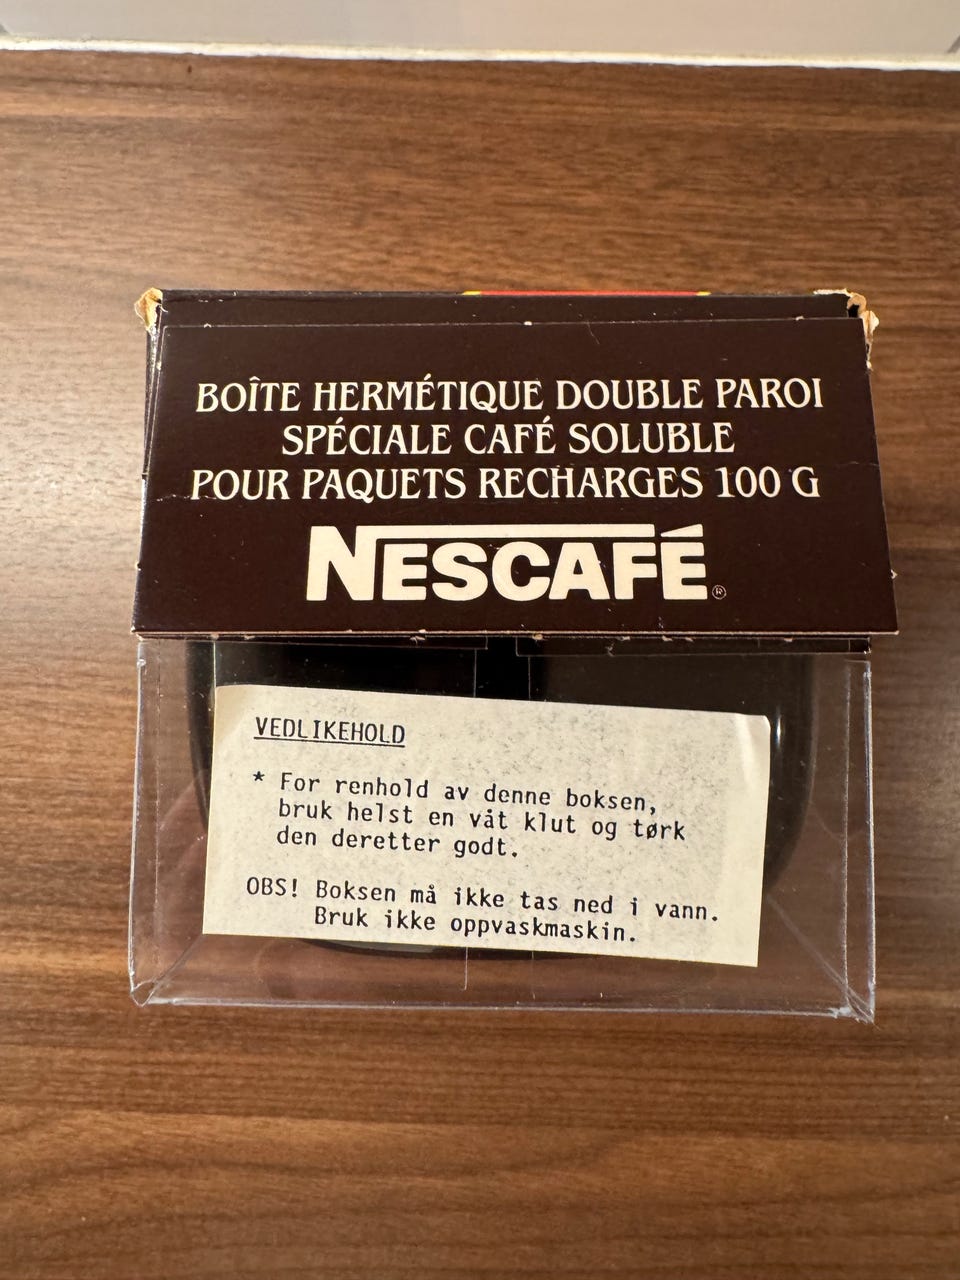 BOÎTE HERMÉTIQUE DOUBLE PAROI
SPÉCIALE CAFÉ SOLUBLE
POUR PAQUETS RECHARGES 100 G
NESCAFÉ®
VEDLIKEHOLD
* For renhold av denne boksen,
bruk helst en våt klut og tørk
den deretter godt.
OBS! Boksen må ikke tas ned i vann.
Bruk ikke oppvaskmaskin.